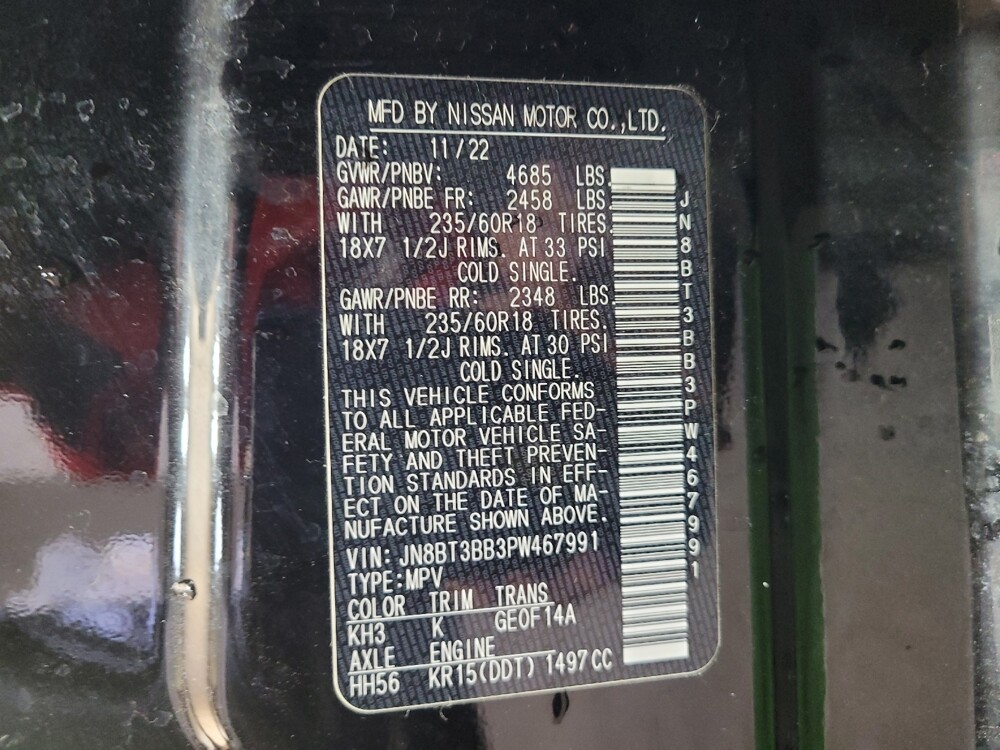 MFD BY NISSAN MOTOR CO.,LTD.
DATE: 11/22
GVWR/PNBV: 4685 LBS
GAWR/PNBE FR: 2458 LBS.
WITH 235/60R18 TIRES.
18X7 1/2J RIMS. AT 33 PSI
COLD SINGLE.
GAWR/PNBE RR: 2348 LBS.
WITH 235/60R18 TIRES.
18X7 1/2J RIMS. AT 30 PSI
COLD SINGLE.
THIS VEHICLE CONFORMS
TO ALL APPLICABLE FED-
ERAL MOTOR VEHICLE SA-
FETY AND THEFT PREVEN-
TION STANDARDS IN EFF-
ECT ON THE DATE OF MA-
NUFACTURE SHOWN ABOVE.
VIN: JN8BT3BB3PW467991
TYPE:MPV
COLOR TRIM TRANS
KH3 K GE0F14A
AXLE ENGINE
HH56 KR15(DDT) 1497CC
JN8BT3BB3PW467991